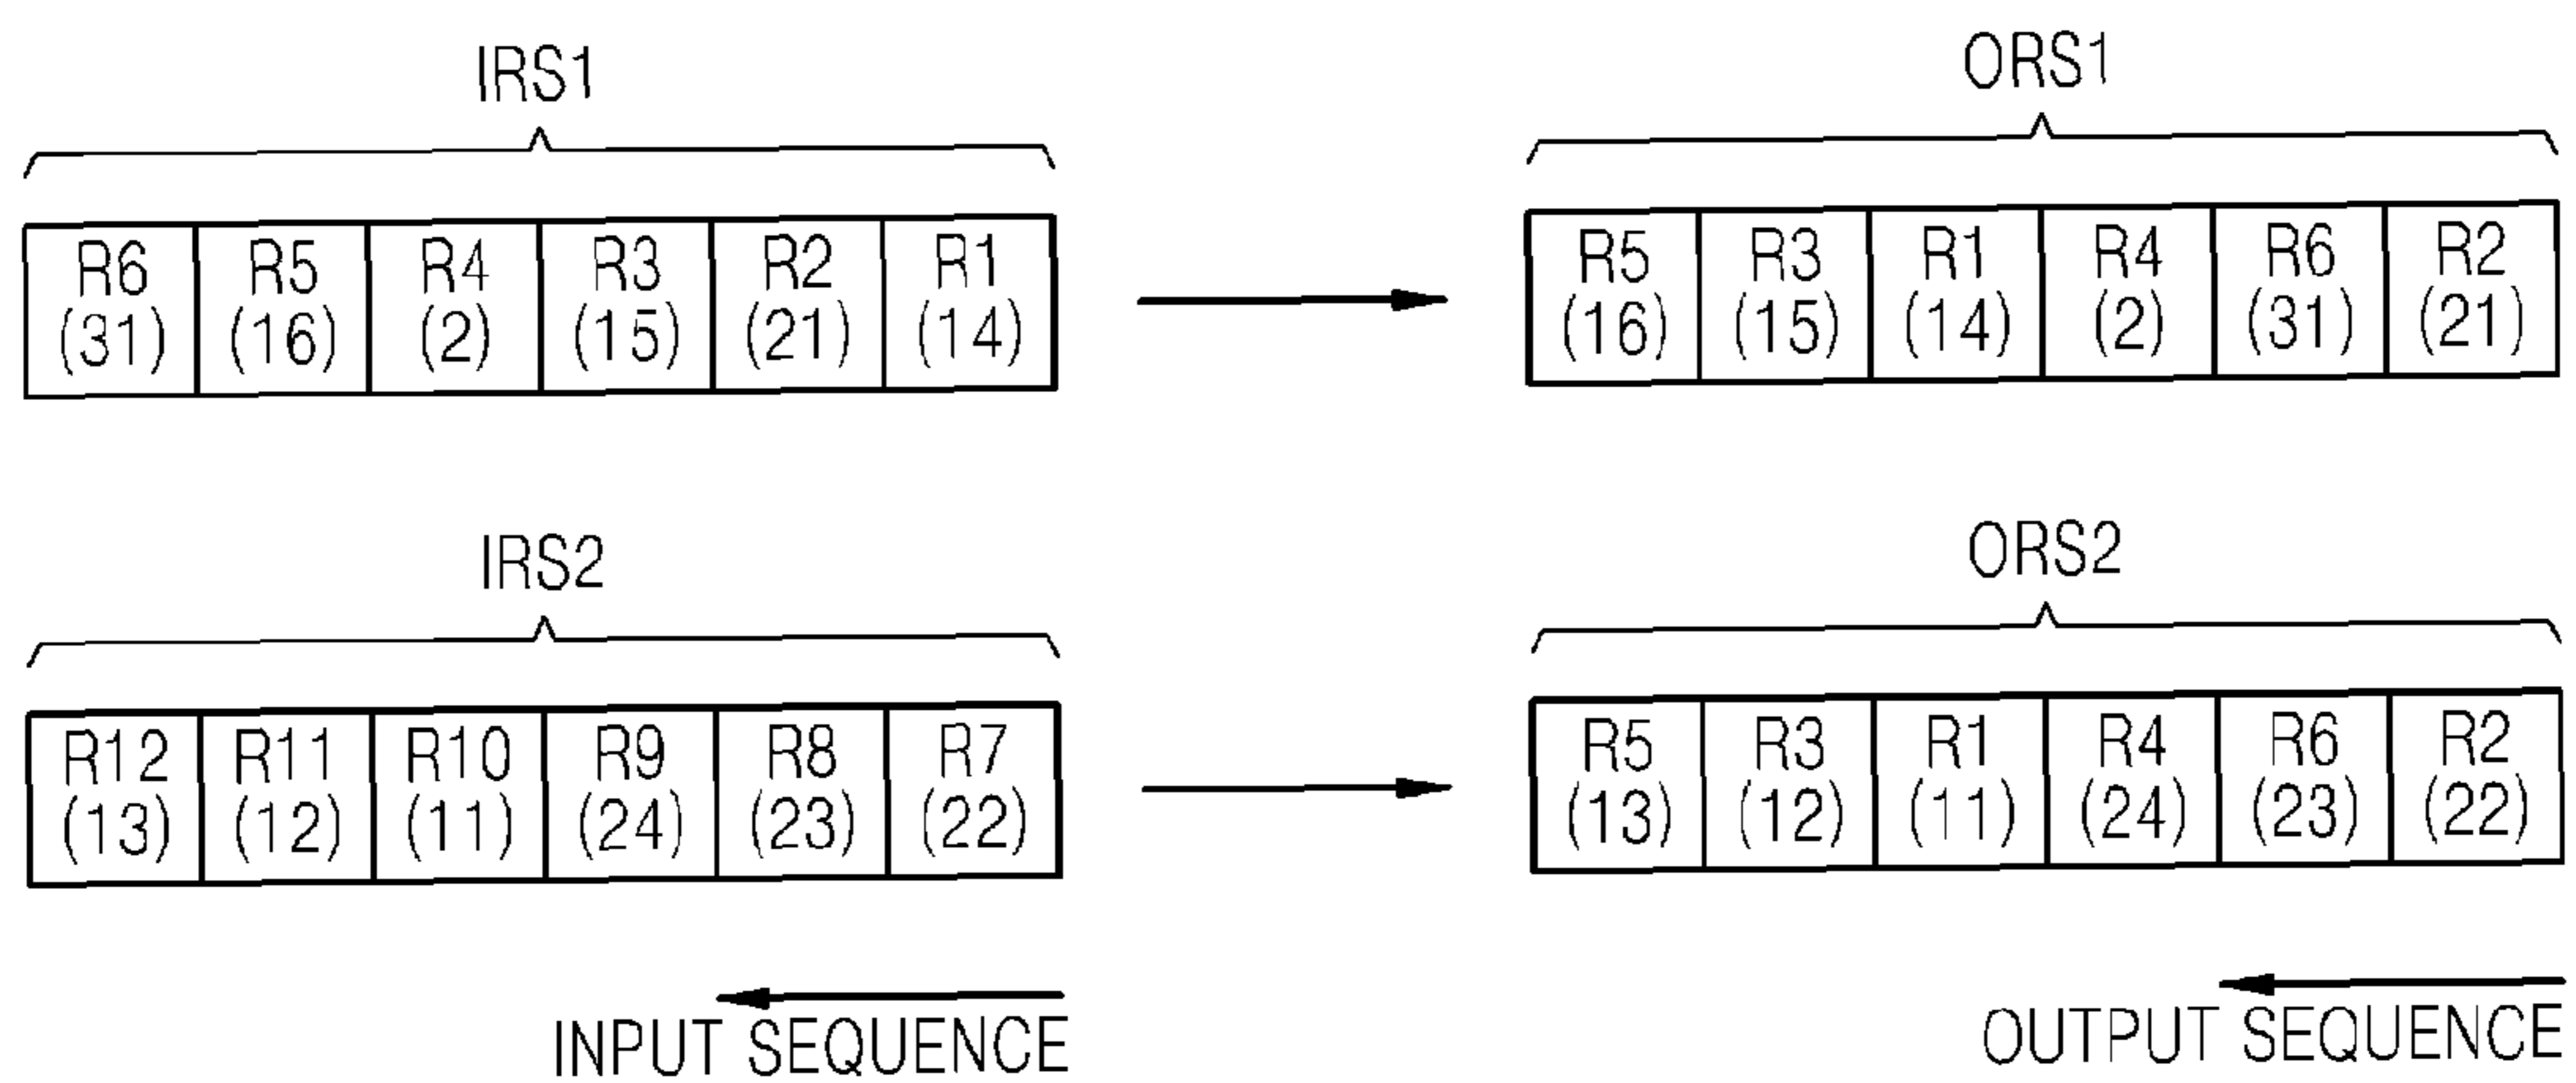 IRS1
R6 R5 R4 R3 R2 R1
(31) (16) (2) (15) (21) (14)
ORS1
R5 R3 R1 R4 R6 R2
(16) (15) (14) (2) (31) (21)
IRS2
R12 R11 R10 R9 R8 R7
(13) (12) (11) (24) (23) (22)
INPUT SEQUENCE
ORS2
R5 R3 R1 R4 R6 R2
(13) (12) (11) (24) (23) (22)
OUTPUT SEQUENCE